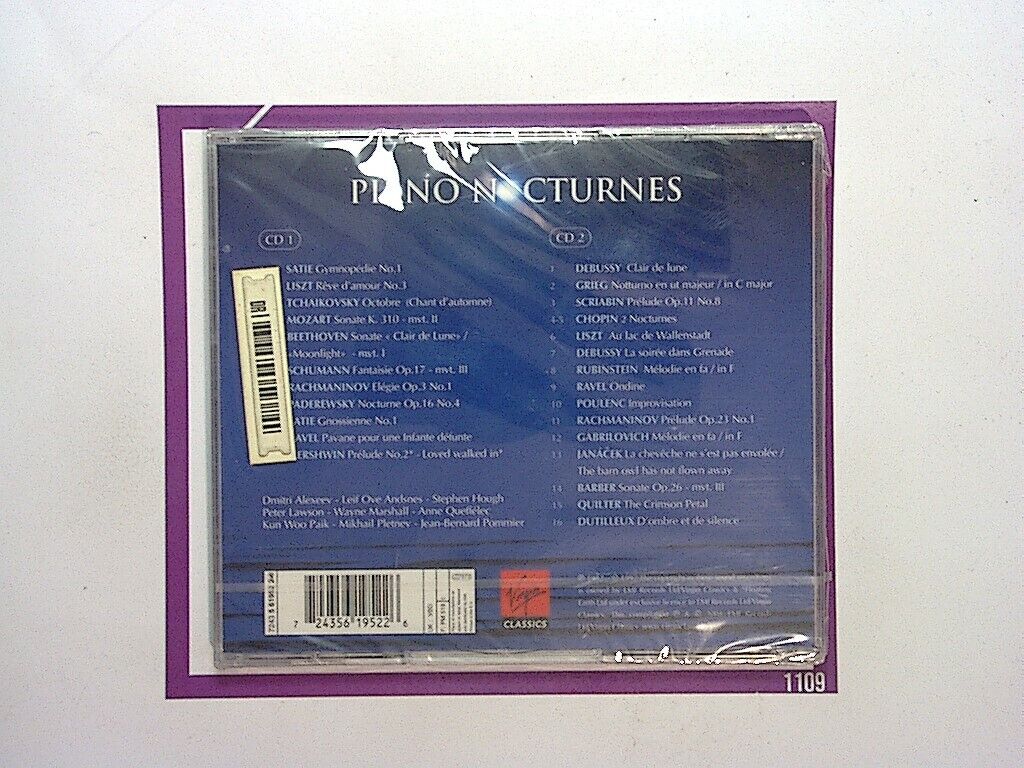 PIANO NOCTURNES
CD 1
SATIE Gymnopédie No.1
LISZT Rêve d'amour No.3
TCHAIKOVSKY Octobre (Chant d'automne)
MOZART Sonate K. 310 - mvt. II
BEETHOVEN Sonate « Clair de Lune» /
«Moonlight» - mvt. I
SCHUMANN Fantaisie Op.17 - mvt. III
RACHMANINOV Elégie Op.3 No.1
PADEREWSKY Nocturne Op.16 No.4
SATIE Gnossienne No.1
RAVEL Pavane pour une Infante défunte
GERSHWIN Prélude No.2* - Loved walked in*
Dmitri Alexeev - Leif Ove Andsnes - Stephen Hough
Peter Lawson - Wayne Marshall - Anne Queffélec
Kun Woo Paik - Mikhail Pletnev - Jean-Bernard Pommier
CD 2
1 DEBUSSY Clair de lune
2 GRIEG Notturno en ut majeur / in C major
3 SCRIABIN Prélude Op.11 No.8
4-5 CHOPIN 2 Nocturnes
6 LISZT Au lac de Wallenstadt
7 DEBUSSY La soirée dans Grenade
8 RUBINSTEIN Mélodie en fa / in F
9 RAVEL Ondine
10 POULENC Improvisation
11 RACHMANINOV Prélude Op.23 No.1
12 GABRILOVICH Mélodie en fa / in F
13 JANÁCEK La chevêche ne s'est pas envolée /
The barn owl has not flown away
14 BARBER Sonate Op.26 - mvt. III
15 QUILTER The Crimson Petal
16 DUTILLEUX D'ombre et de silence
7 24356 19522 6
Virgin
CLASSICS
1109